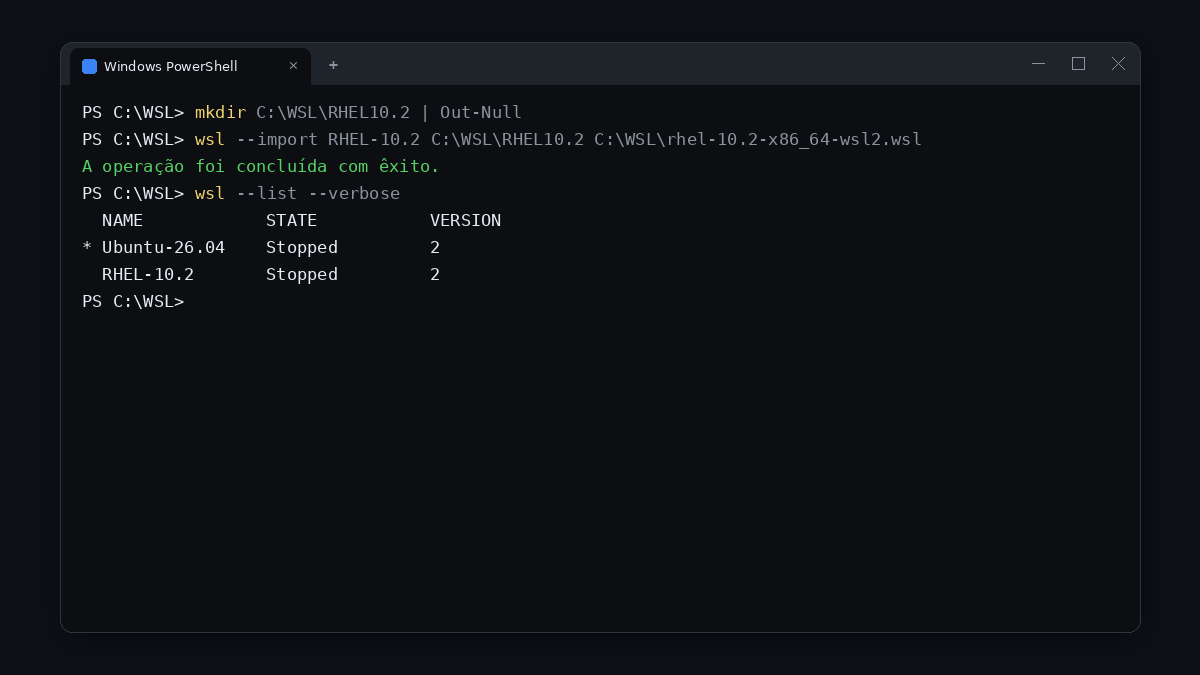 Windows PowerShell
PS C:\WSL> mkdir C:\WSL\RHEL10.2 | Out-Null
PS C:\WSL> wsl --import RHEL-10.2 C:\WSL\RHEL10.2 C:\WSL\rhel-10.2-x86_64-wsl2.wsl
A operação foi concluída com êxito.
PS C:\WSL> wsl --list --verbose
  NAME            STATE           VERSION
* Ubuntu-26.04    Stopped         2
  RHEL-10.2       Stopped         2
PS C:\WSL>